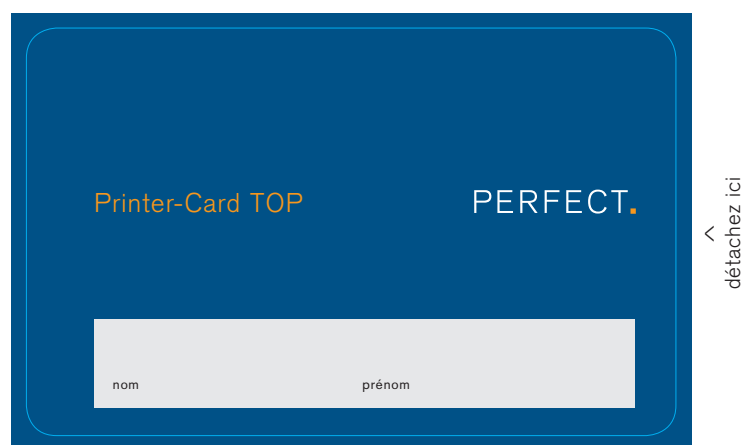 Printer-Card TOP
PERFECT.
nom
prénom
détachez ici